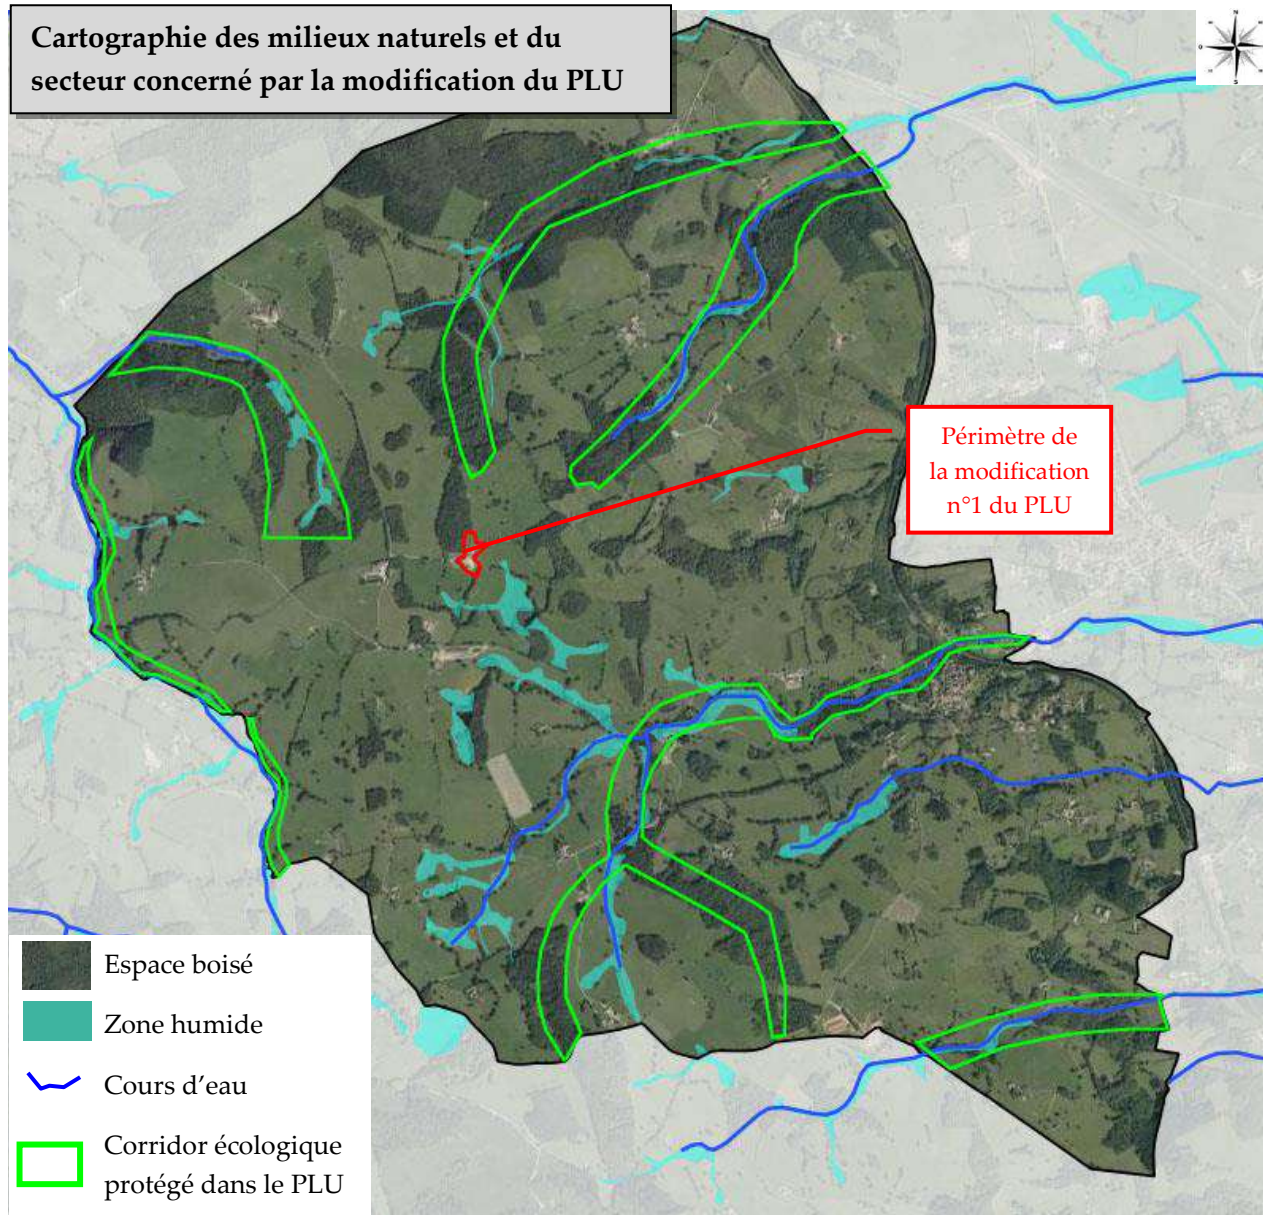 Cartographie des milieux naturels et du
secteur concerné par la modification du PLU
N
O
S
Périmètre de
la modification
n°1 du PLU
Espace boisé
Zone humide
Cours d'eau
Corridor écologique
protégé dans le PLU